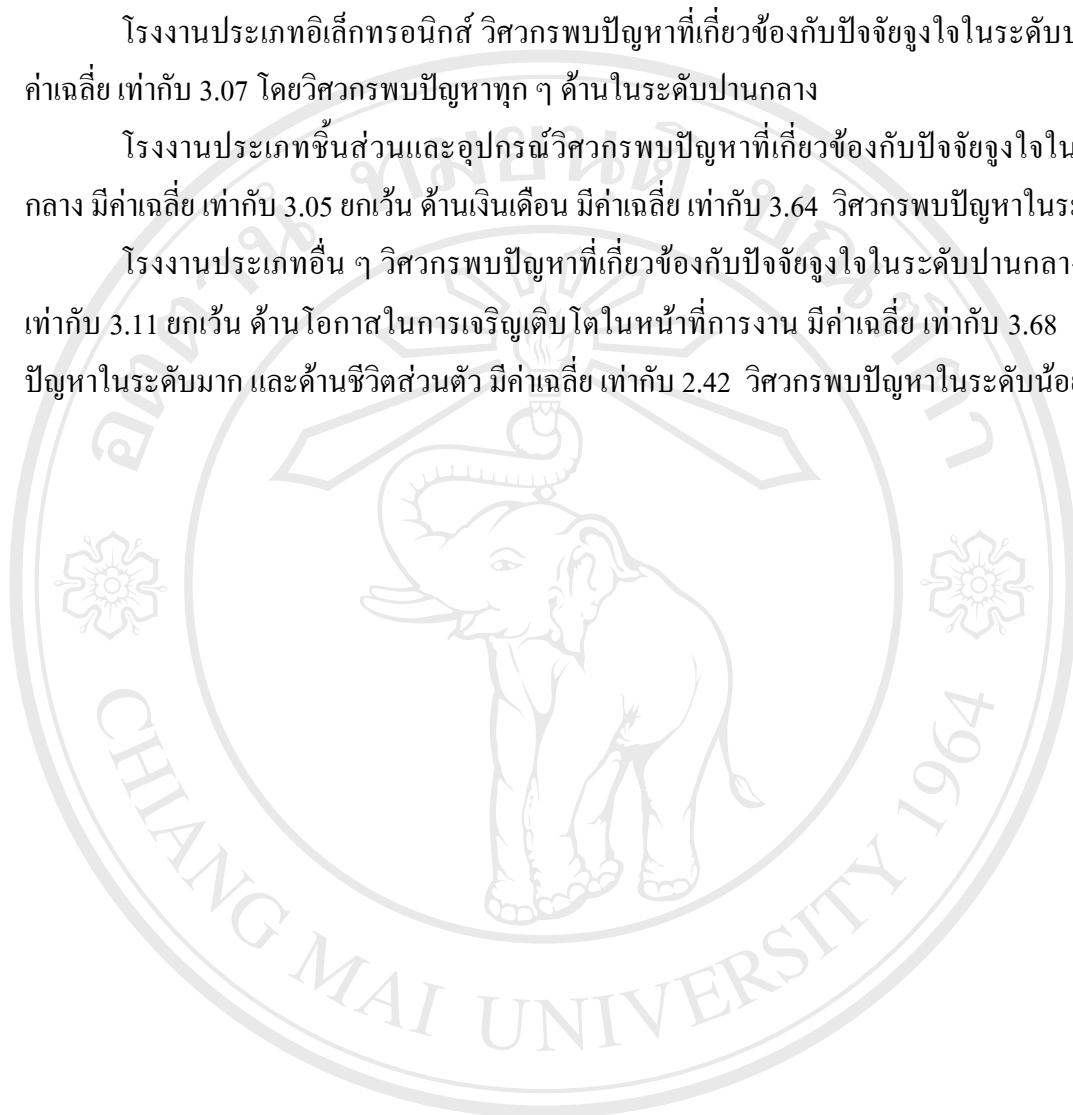 โรงงานประเภทอิเล็กทรอนิกส์ วิศวกรพบปัญหาที่เกี่ยวข้องกับปัจจัยจูงใจในระดับ
ค่าเฉลี่ย เท่ากับ 3.07 โดยวิศวกรพบปัญหาทุก ๆ ด้านในระดับปานกลาง
โรงงานประเภทชิ้นส่วนและอุปกรณ์วิศวกรพบปัญหาที่เกี่ยวข้องกับปัจจัยจูงใจใน
กลาง มีค่าเฉลี่ย เท่ากับ 3.05 ยกเว้น ด้านเงินเดือน มีค่าเฉลี่ย เท่ากับ 3.64 วิศวกรพบปัญหาใน
โรงงานประเภทอื่น ๆ วิศวกรพบปัญหาที่เกี่ยวข้องกับปัจจัยจูงใจในระดับปานกลาง
เท่ากับ 3.11 ยกเว้น ด้านโอกาสในการเจริญเติบโตในหน้าที่การงาน มีค่าเฉลี่ย เท่ากับ 3.68
ปัญหาในระดับมาก และด้านชีวิตส่วนตัว มีค่าเฉลี่ย เท่ากับ 2.42 วิศวกรพบปัญหาในระดับ
อตฺตานํ ทมยนฺติ ปณฺฑิตา
CHIANG MAI UNIVERSITY 1964